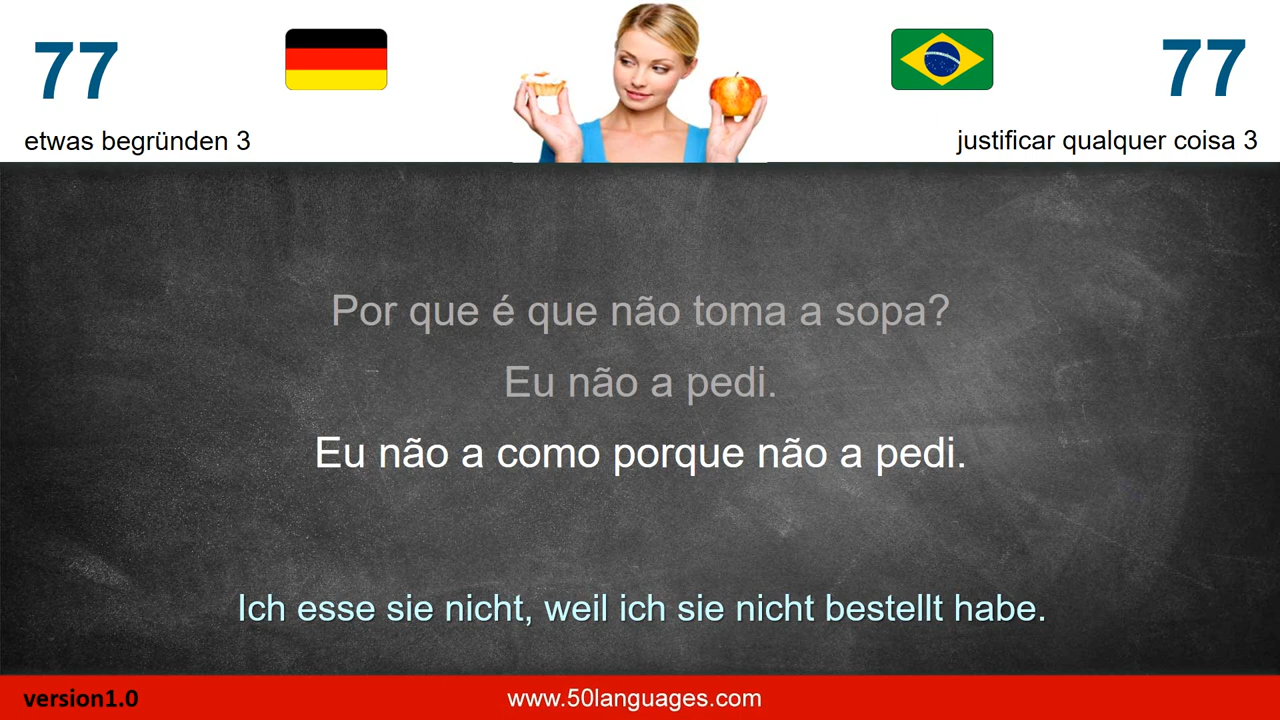 77
77
etwas begründen 3
justificar qualquer coisa 3
Por que é que não toma a sopa?
Eu não a pedi.
Eu não a como porque não a pedi.
Ich esse sie nicht, weil ich sie nicht bestellt habe.
version1.0
www.50languages.com